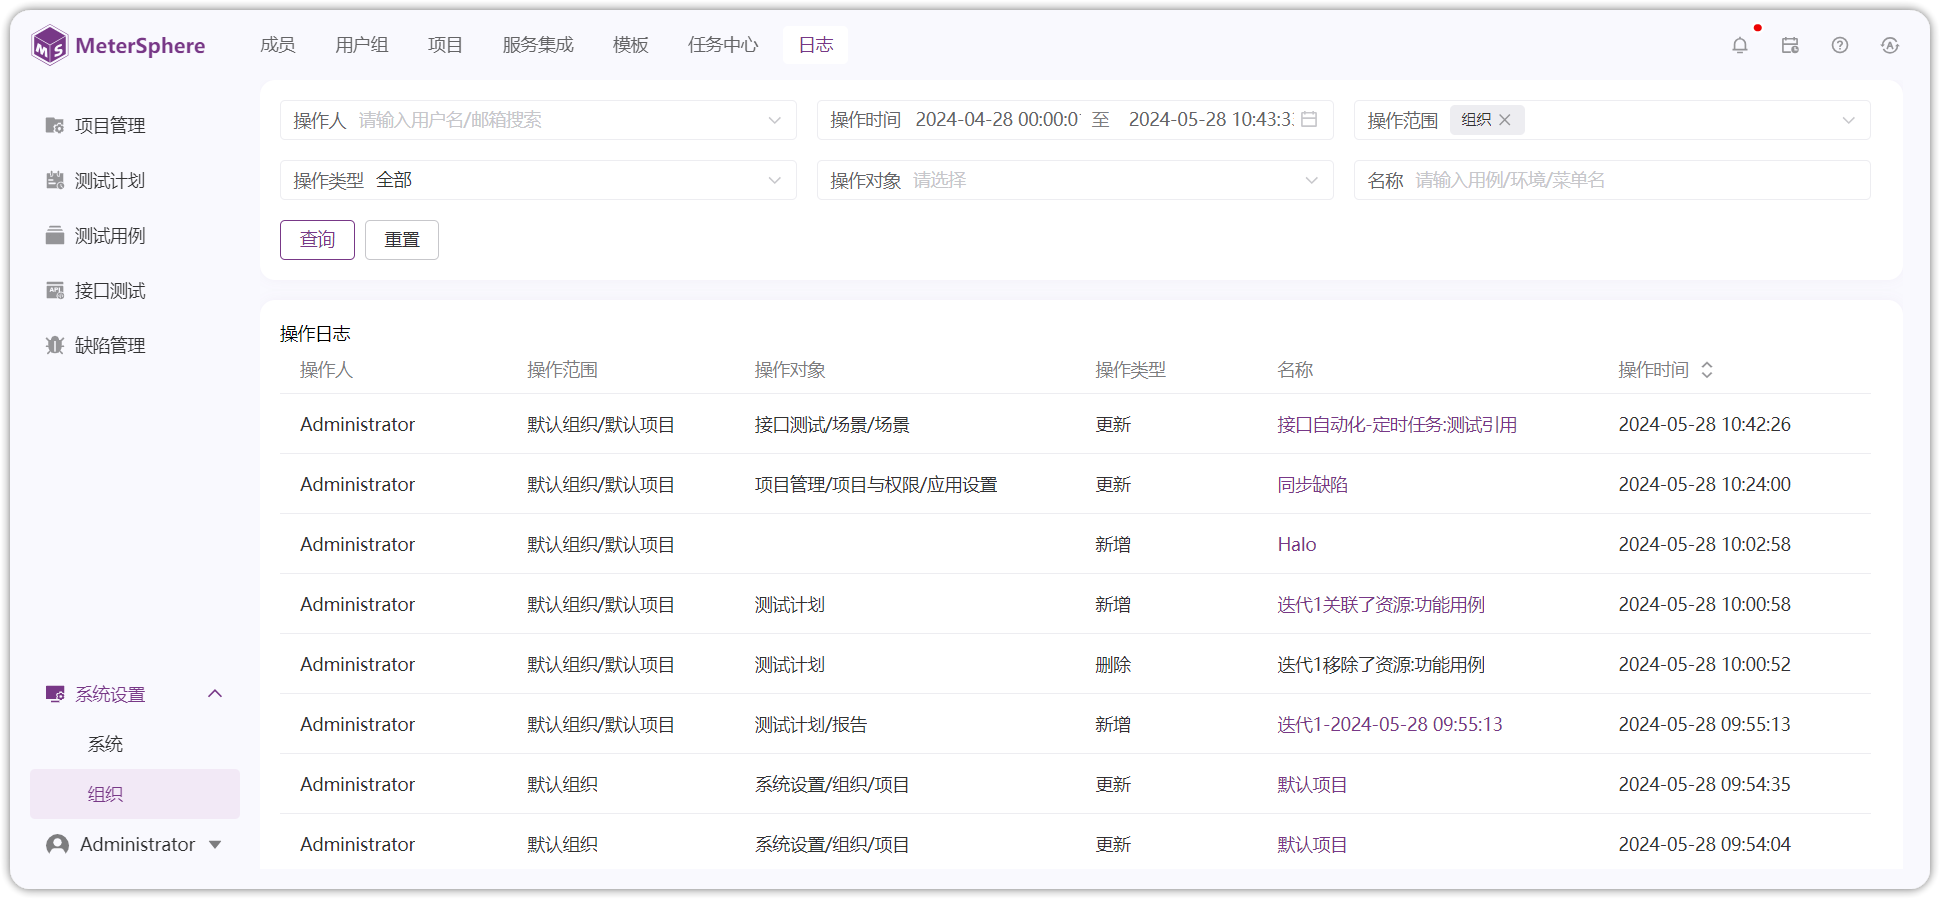 MeterSphere
成员 用户组 项目 服务集成 模板 任务中心 日志
项目管理
测试计划
测试用例
接口测试
缺陷管理
系统设置
系统
组织
Administrator
操作人 请输入用户名/邮箱搜索 操作时间 2024-04-28 00:00:0 至 2024-05-28 10:43:3 操作范围 组织
操作类型 全部 操作对象 请选择 名称 请输入用例/环境/菜单名
查询 重置
操作日志
操作人 操作范围 操作对象 操作类型 名称 操作时间
Administrator 默认组织/默认项目 接口测试/场景/场景 更新 接口自动化-定时任务:测试引用 2024-05-28 10:42:26
Administrator 默认组织/默认项目 项目管理/项目与权限/应用设置 更新 同步缺陷 2024-05-28 10:24:00
Administrator 默认组织/默认项目 新增 Halo 2024-05-28 10:02:58
Administrator 默认组织/默认项目 测试计划 新增 迭代1关联了资源:功能用例 2024-05-28 10:00:58
Administrator 默认组织/默认项目 测试计划 删除 迭代1移除了资源:功能用例 2024-05-28 10:00:52
Administrator 默认组织/默认项目 测试计划/报告 新增 迭代1-2024-05-28 09:55:13 2024-05-28 09:55:13
Administrator 默认组织 系统设置/组织/项目 更新 默认项目 2024-05-28 09:54:35
Administrator 默认组织 系统设置/组织/项目 更新 默认项目 2024-05-28 09:54:04